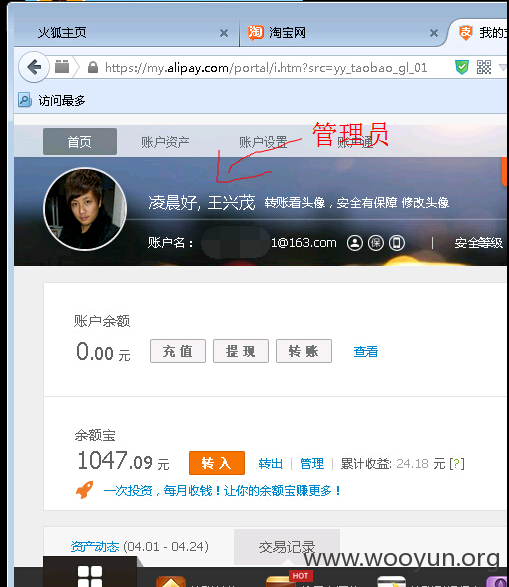 火狐主页
淘宝网
我的支
https://my.alipay.com/portal/i.htm?src=yy_taobao_gl_01
访问最多
首页 账户资产 账户设置 账户通
管理员
凌晨好, 王兴茂 转账看头像，安全有保障 修改头像
账户名： 1@163.com 保 | 安全等级
账户余额
0.00 元 充 值 提 现 转 账 查看
余额宝
1047.09 元 转 入 转出 | 管理 | 累计收益: 24.18 元 [?]
一次投资，每月收钱！让你的余额宝赚更多！
资产动态 (04.01 - 04.24) 交易记录
www.wooyun.org
HOT